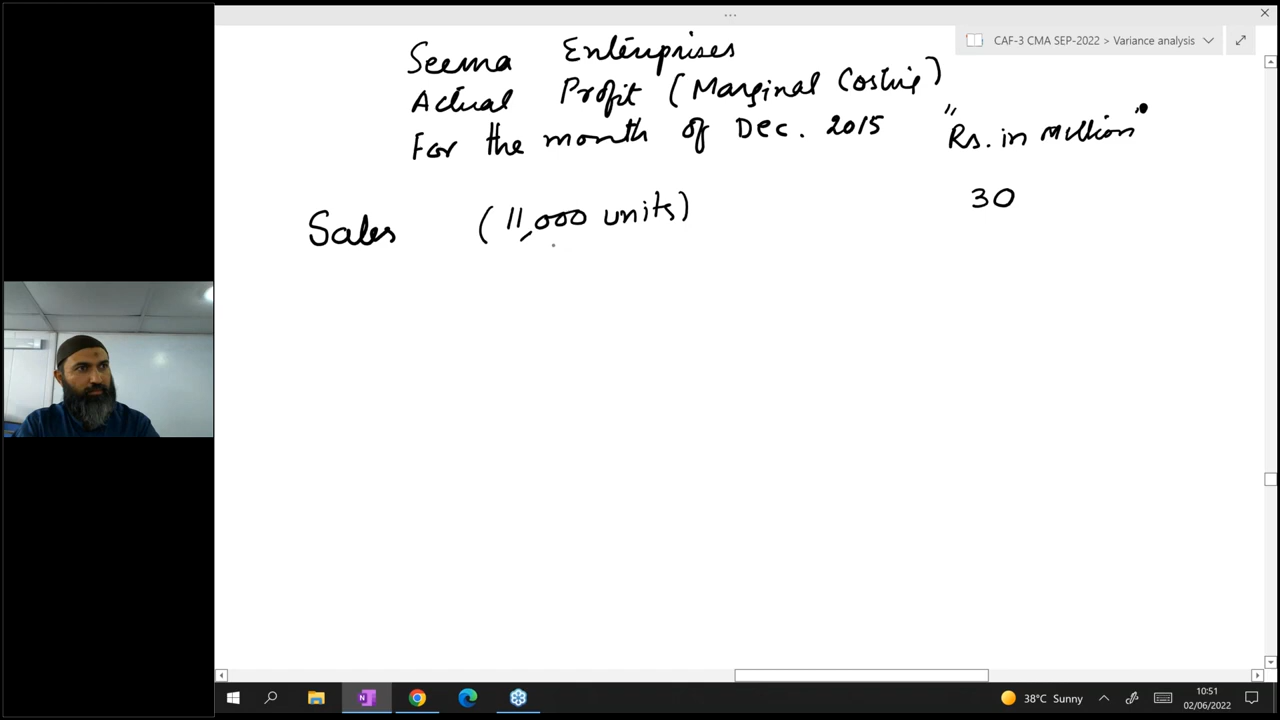 CAF-3 CMA SEP-2022 > Variance analysis
Seema Enterprises
Actual Profit (Marginal Costing)
For the month of Dec. 2015
"Rs. in Million"
Sales (11,000 units) 30
38°C Sunny
10:51
02/06/2022